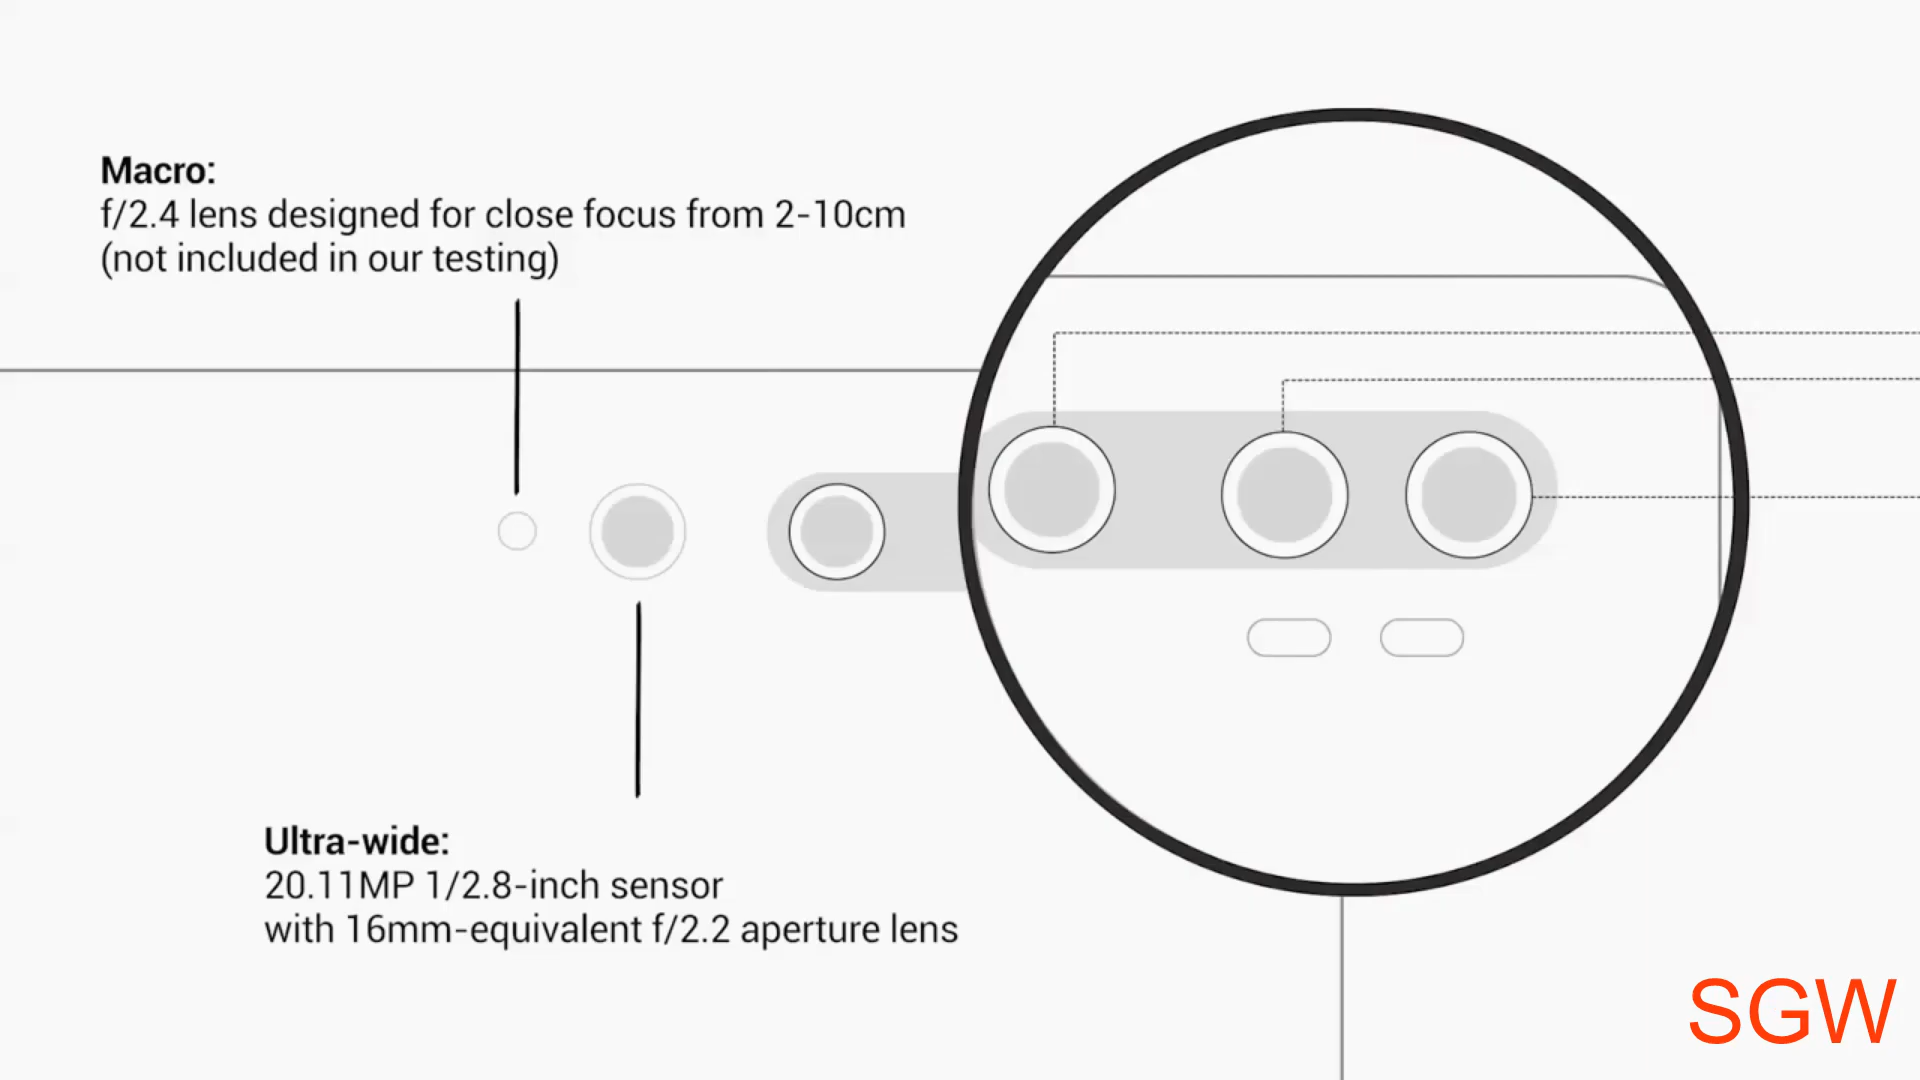 Macro:
f/2.4 lens designed for close focus from 2-10cm
(not included in our testing)
Ultra-wide:
20.11MP 1/2.8-inch sensor
with 16mm-equivalent f/2.2 aperture lens
SGW